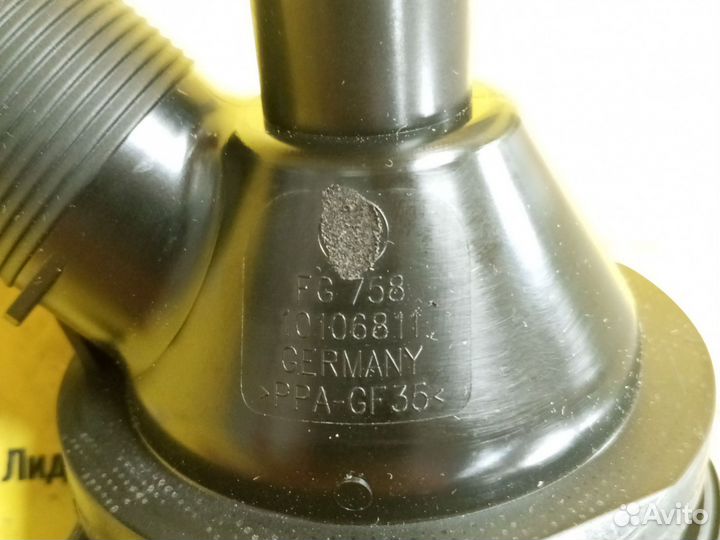 FG 758
10106811
GERMANY
>PPA-GF35<
Лид
Avito